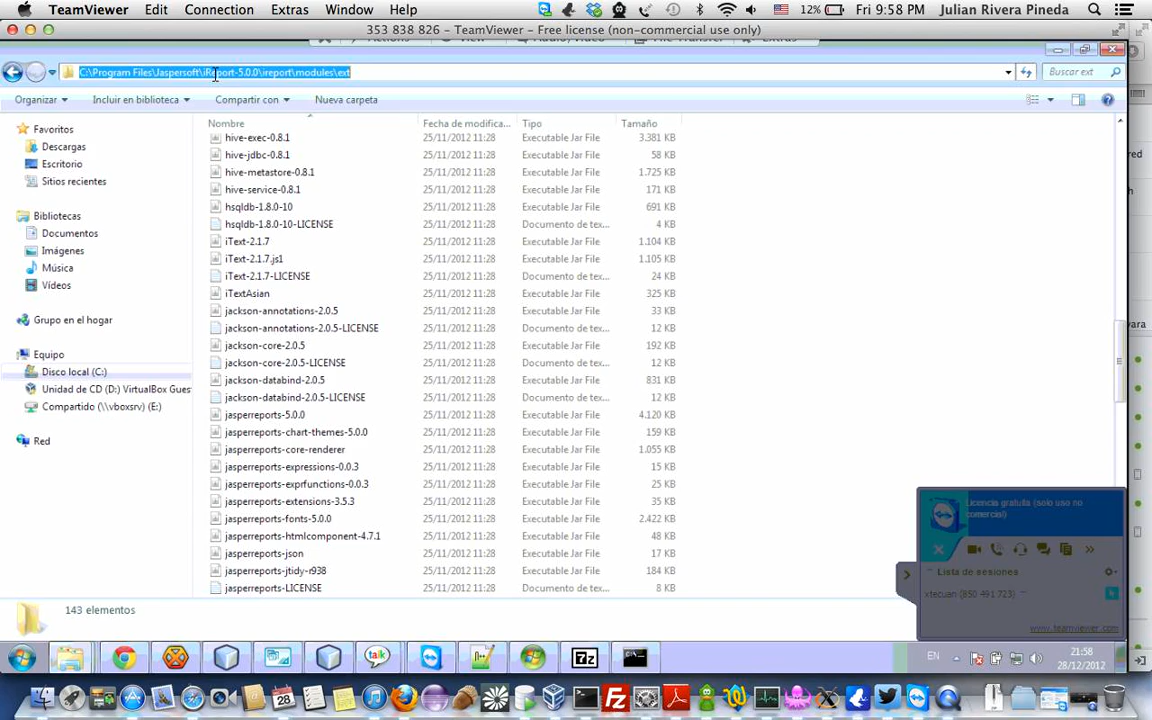 TeamViewer Edit Connection Extras Window Help 12% Fri 9:58 PM Julian Rivera Pineda
353 838 826 - TeamViewer - Free license (non-commercial use only)
C:\Program Files\Jaspersoft\iReport-5.0.0\ireport\modules\ext Buscar ext
Organizar Incluir en biblioteca Compartir con Nueva carpeta
Nombre Fecha de modifica... Tipo Tamaño
hive-exec-0.8.1 25/11/2012 11:28 Executable Jar File 3.381 KB
hive-jdbc-0.8.1 25/11/2012 11:28 Executable Jar File 58 KB
hive-metastore-0.8.1 25/11/2012 11:28 Executable Jar File 1.725 KB
hive-service-0.8.1 25/11/2012 11:28 Executable Jar File 171 KB
hsqldb-1.8.0-10 25/11/2012 11:28 Executable Jar File 691 KB
hsqldb-1.8.0-10-LICENSE 25/11/2012 11:28 Documento de tex... 4 KB
iText-2.1.7 25/11/2012 11:28 Executable Jar File 1.104 KB
iText-2.1.7.js1 25/11/2012 11:28 Executable Jar File 1.105 KB
iText-2.1.7-LICENSE 25/11/2012 11:28 Documento de tex... 24 KB
iTextAsian 25/11/2012 11:28 Executable Jar File 325 KB
jackson-annotations-2.0.5 25/11/2012 11:28 Executable Jar File 33 KB
jackson-annotations-2.0.5-LICENSE 25/11/2012 11:28 Documento de tex... 12 KB
jackson-core-2.0.5 25/11/2012 11:28 Executable Jar File 192 KB
jackson-core-2.0.5-LICENSE 25/11/2012 11:28 Documento de tex... 12 KB
jackson-databind-2.0.5 25/11/2012 11:28 Executable Jar File 831 KB
jackson-databind-2.0.5-LICENSE 25/11/2012 11:28 Documento de tex... 12 KB
jasperreports-5.0.0 25/11/2012 11:28 Executable Jar File 4.120 KB
jasperreports-chart-themes-5.0.0 25/11/2012 11:28 Executable Jar File 159 KB
jasperreports-core-renderer 25/11/2012 11:28 Executable Jar File 1.055 KB
jasperreports-expressions-0.0.3 25/11/2012 11:28 Executable Jar File 15 KB
jasperreports-exprfunctions-0.0.3 25/11/2012 11:28 Executable Jar File 25 KB
jasperreports-extensions-3.5.3 25/11/2012 11:28 Executable Jar File 35 KB
jasperreports-fonts-5.0.0 25/11/2012 11:28 Executable Jar File 2.422 KB
jasperreports-htmlcomponent-4.7.1 25/11/2012 11:28 Executable Jar File 48 KB
jasperreports-json 25/11/2012 11:28 Executable Jar File 17 KB
jasperreports-jtidy-r938 25/11/2012 11:28 Executable Jar File 184 KB
jasperreports-LICENSE 25/11/2012 11:28 Documento de tex... 8 KB
Favoritos
Descargas
Escritorio
Sitios recientes
Bibliotecas
Documentos
Imágenes
Música
Vídeos
Grupo en el hogar
Equipo
Disco local (C:)
Unidad de CD (D:) VirtualBox Gues
Compartido (\\vboxsrv) (E:)
Red
143 elementos
Licencia gratuita (solo uso no
comercial)
Lista de sesiones
xtecuan (850 491 723)
www.teamviewer.com
talk
7z
EN
21:58
28/12/2012